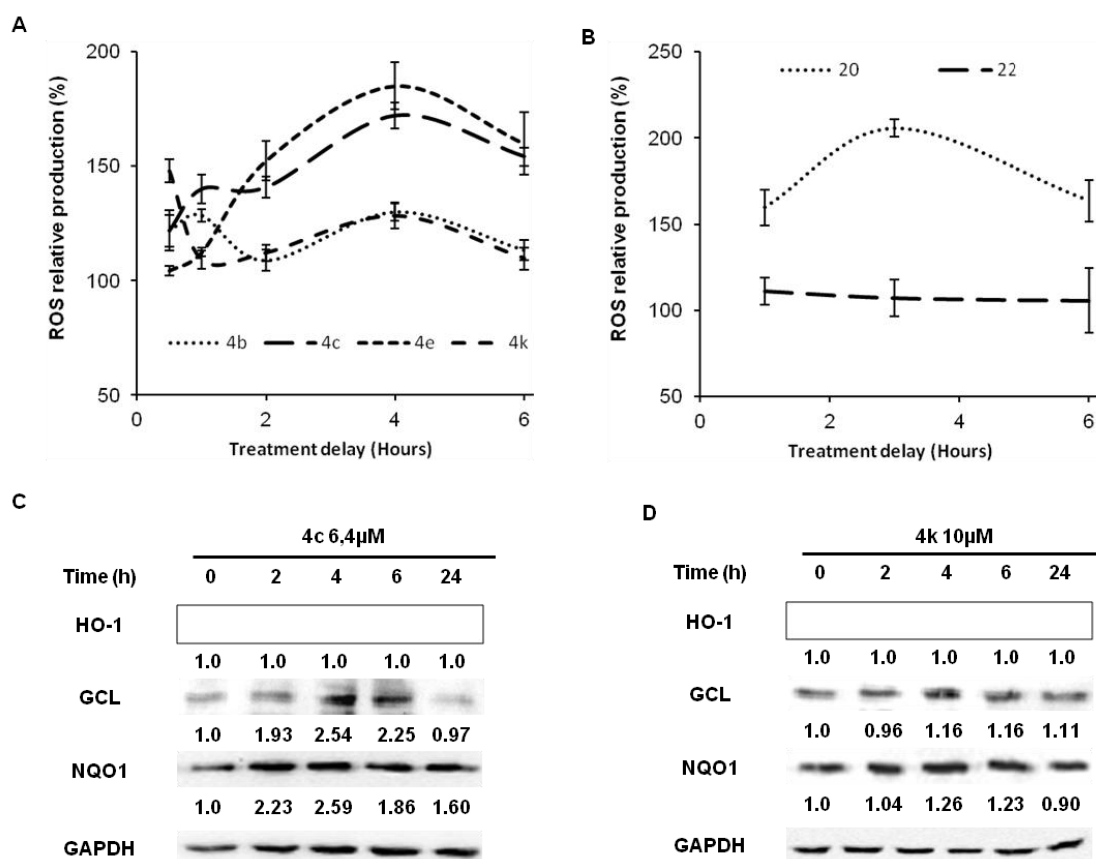 A
200
150
100
50
0
2
4
6
ROS relative production (%)
Treatment delay (Hours)
4b 4c 4e 4k
B
250
200
150
100
50
0
2
4
6
ROS relative production (%)
Treatment delay (Hours)
20 22
C
4c 6,4µM
Time (h) 0 2 4 6 24
HO-1
1.0 1.0 1.0 1.0 1.0
GCL
1.0 1.93 2.54 2.25 0.97
NQO1
1.0 2.23 2.59 1.86 1.60
GAPDH
D
4k 10µM
Time (h) 0 2 4 6 24
HO-1
1.0 1.0 1.0 1.0 1.0
GCL
1.0 0.96 1.16 1.16 1.11
NQO1
1.0 1.04 1.26 1.23 0.90
GAPDH